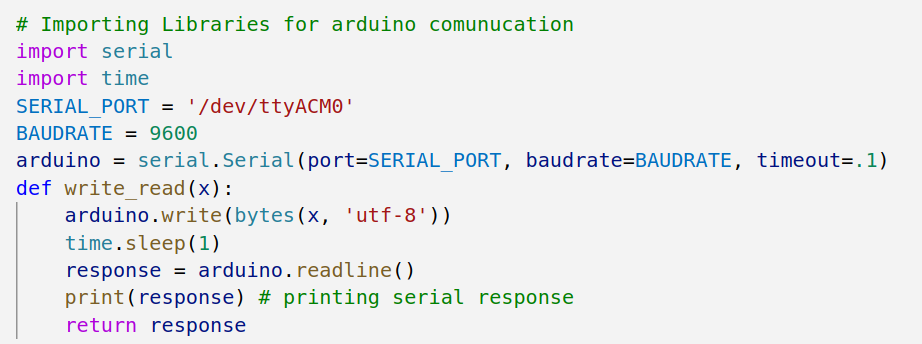 # Importing Libraries for arduino comunucation
import serial
import time
SERIAL_PORT = '/dev/ttyACM0'
BAUDRATE = 9600
arduino = serial.Serial(port=SERIAL_PORT, baudrate=BAUDRATE, timeout=.1)
def write_read(x):
    arduino.write(bytes(x, 'utf-8'))
    time.sleep(1)
    response = arduino.readline()
    print(response) # printing serial response
    return response